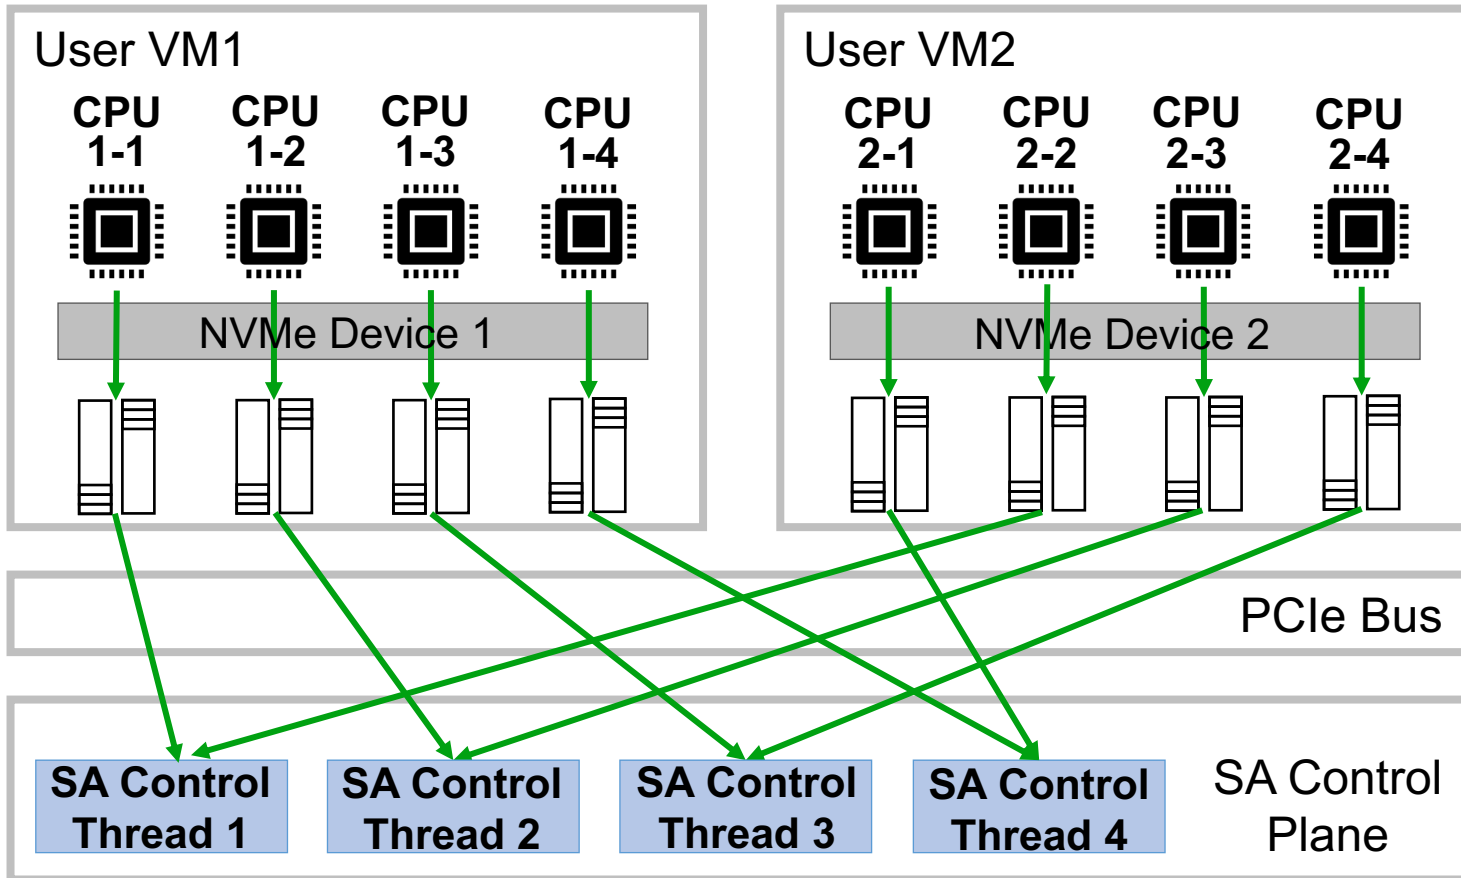 User VM1
CPU
1-1
CPU
1-2
CPU
1-3
CPU
1-4
NVMe Device 1
User VM2
CPU
2-1
CPU
2-2
CPU
2-3
CPU
2-4
NVMe Device 2
PCIe Bus
SA Control
Thread 1
SA Control
Thread 2
SA Control
Thread 3
SA Control
Thread 4
SA Control
Plane